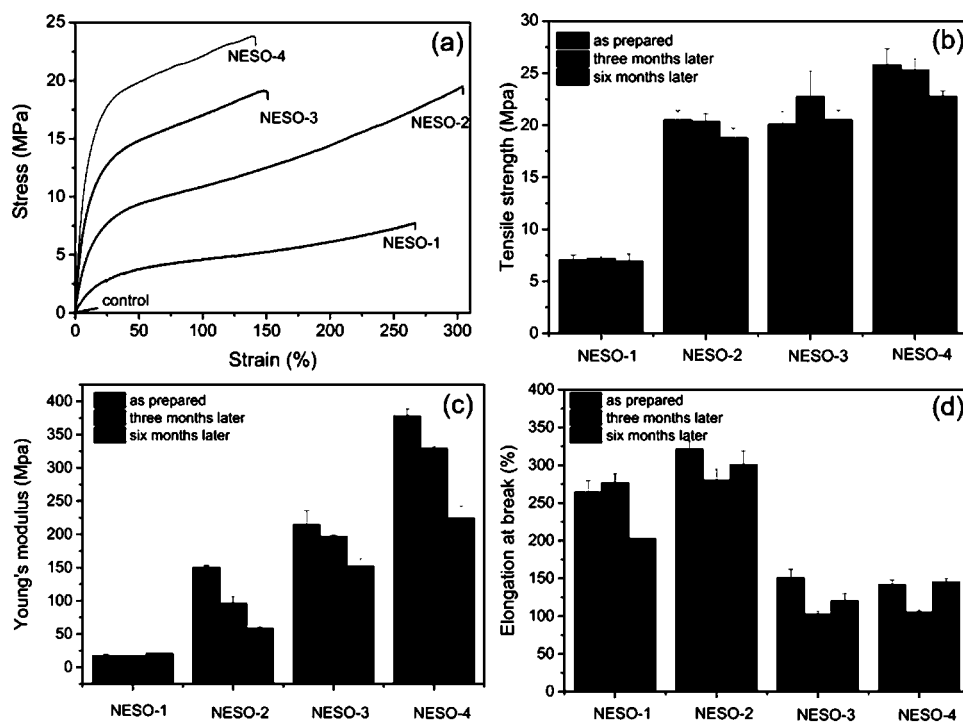 (a)
25
20
15
10
5
0
0 50 100 150 200 250 300
Stress (MPa)
Strain (%)
NESO-4
NESO-3
NESO-2
NESO-1
control
(b)
as prepared
three months later
six months later
30
25
20
15
10
5
0
Tensile strength (Mpa)
NESO-1 NESO-2 NESO-3 NESO-4
(c)
as prepared
three months later
six months later
400
350
300
250
200
150
100
50
0
Young's modulus (Mpa)
NESO-1 NESO-2 NESO-3 NESO-4
(d)
as prepared
three months later
six months later
400
350
300
250
200
150
100
50
0
Elongation at break (%)
NESO-1 NESO-2 NESO-3 NESO-4